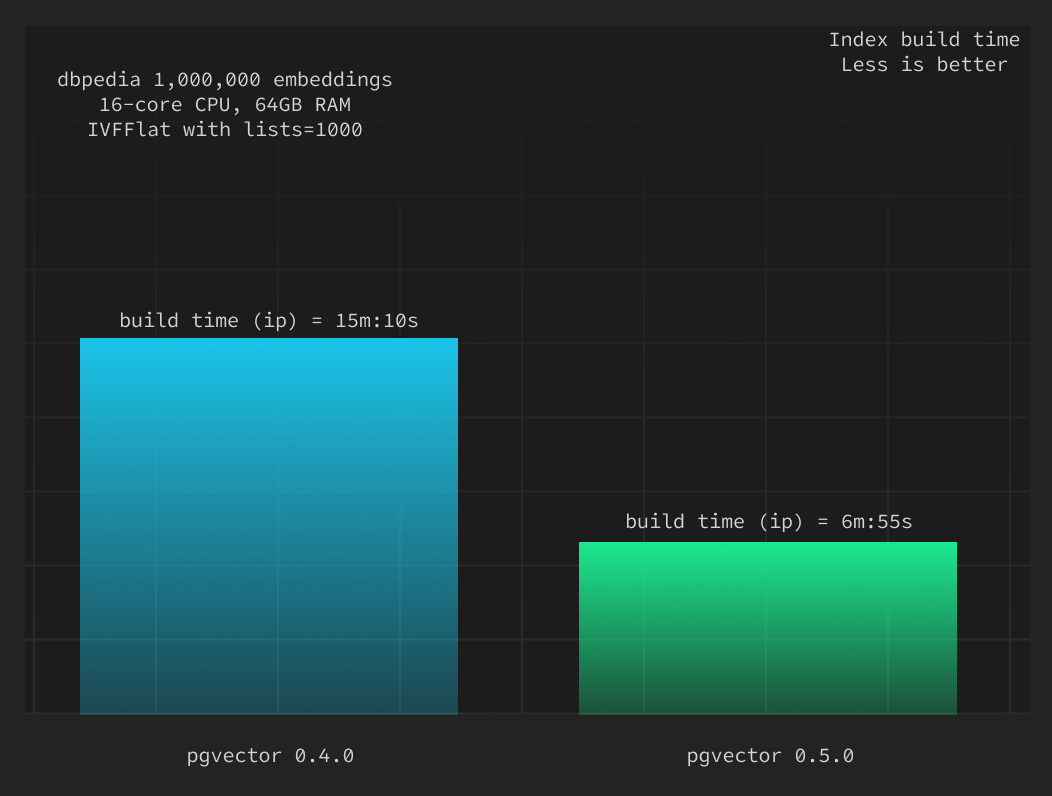 Index build time
Less is better
dbpedia 1,000,000 embeddings
16-core CPU, 64GB RAM
IVFFlat with lists=1000
build time (ip) = 15m:10s
build time (ip) = 6m:55s
pgvector 0.4.0
pgvector 0.5.0